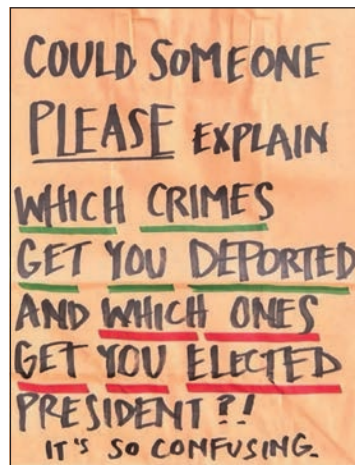 COULD SOMEONE
PLEASE EXPLAIN
WHICH CRIMES
GET YOU DEPORTED
AND WHICH ONES
GET YOU ELECTED
PRESIDENT?!
IT'S SO CONFUSING.